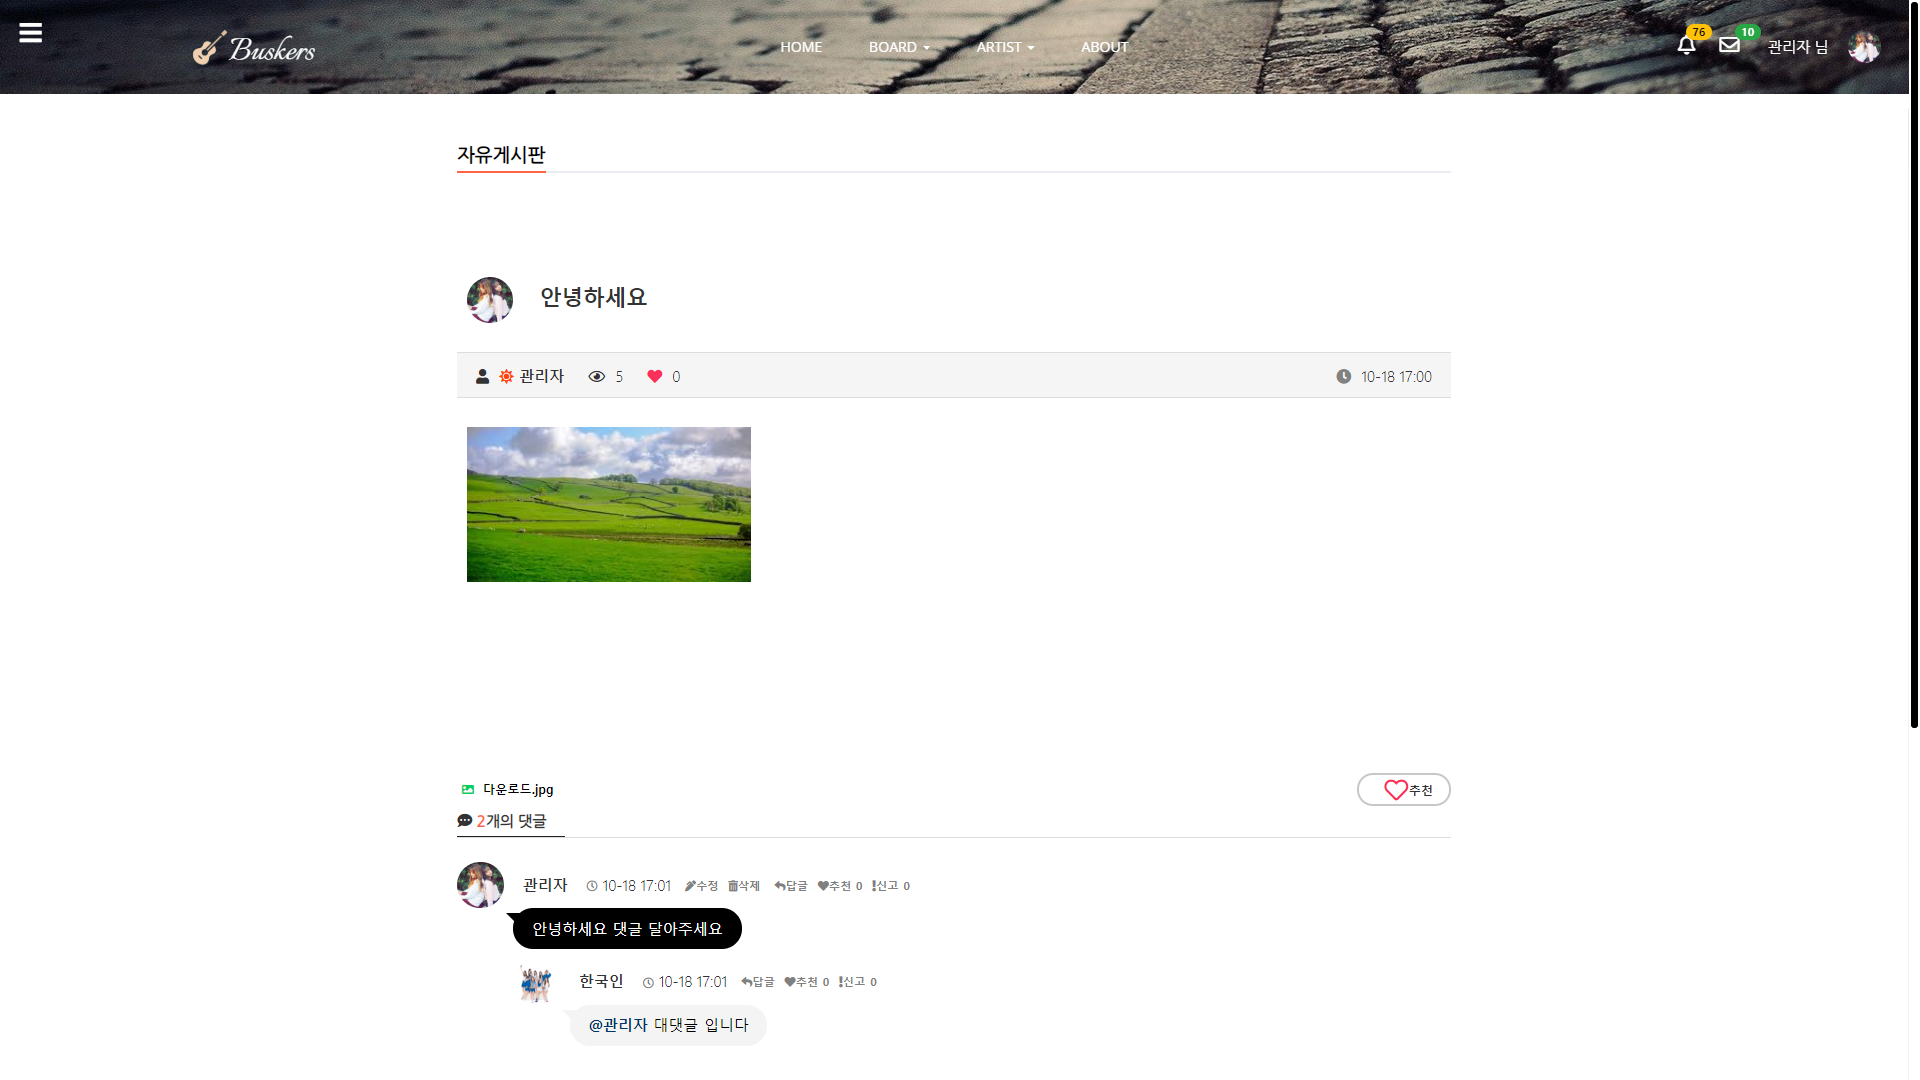 Buskers
HOME BOARD ARTIST ABOUT
76 10 관리자 님
자유게시판
안녕하세요
관리자 5 0 10-18 17:00
다운로드.jpg 추천
2개의 댓글
관리자 10-18 17:01 수정 삭제 답글 추천 0 신고 0
안녕하세요 댓글 달아주세요
한국인 10-18 17:01 답글 추천 0 신고 0
@관리자 대댓글 입니다